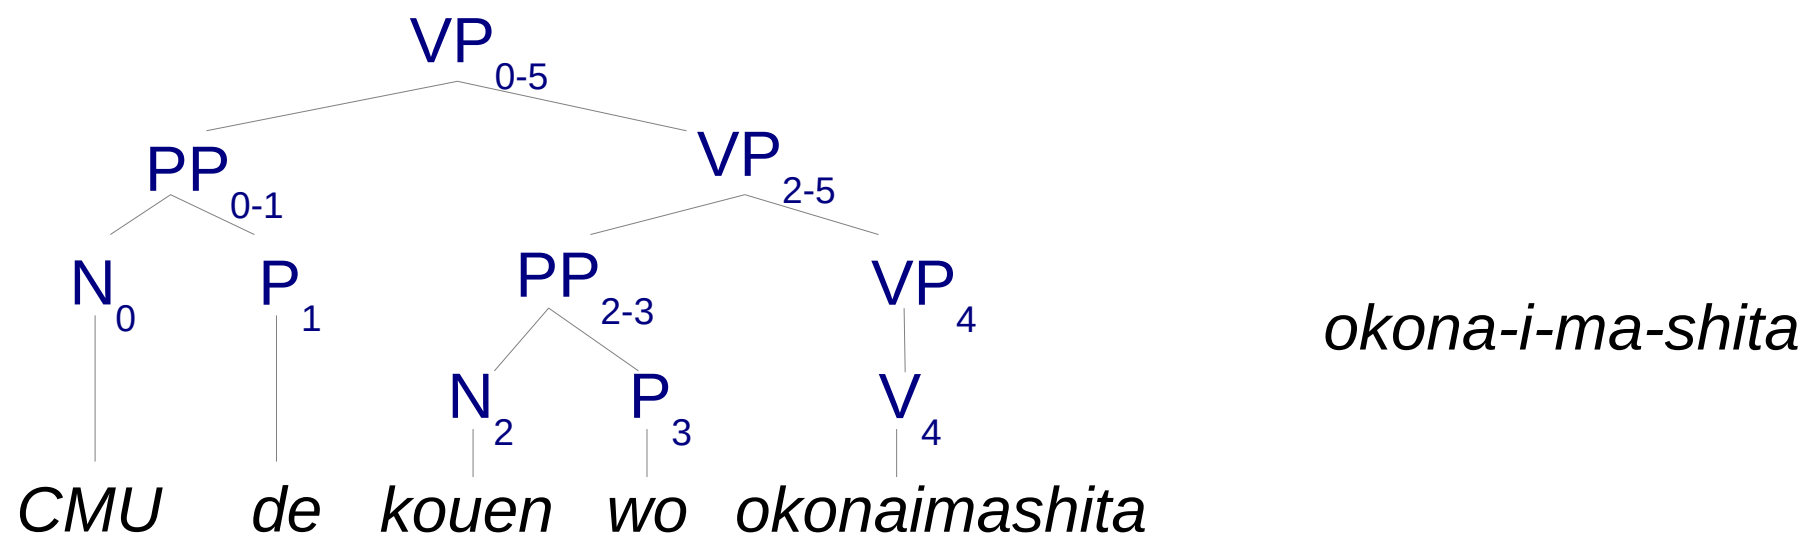 VP0-5
PP0-1 VP2-5
N0 P1 PP2-3 VP4
okona-i-ma-shita
N2 P3 V4
CMU de kouen wo okonaimashita